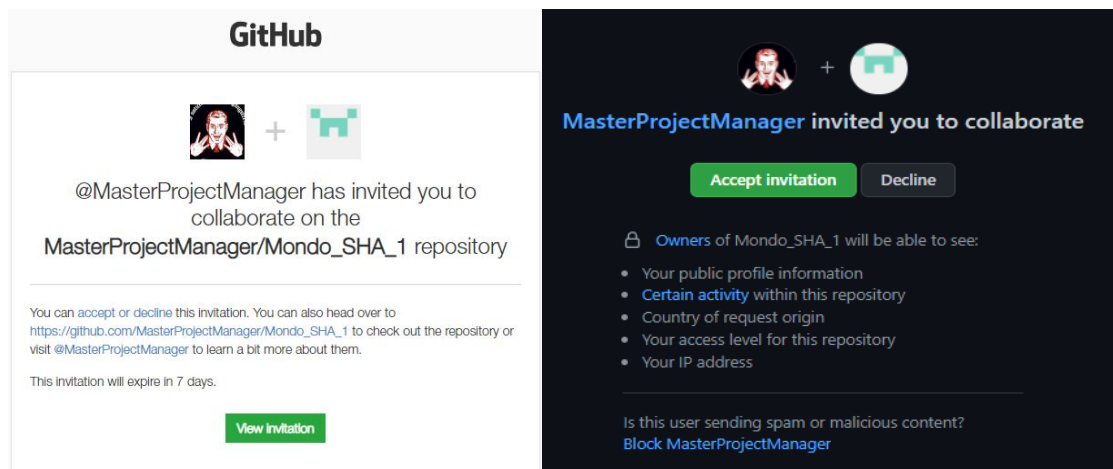 GitHub
+
@MasterProjectManager has invited you to
collaborate on the
MasterProjectManager/Mondo_SHA_1 repository
You can accept or decline this invitation. You can also head over to
https://github.com/MasterProjectManager/Mondo_SHA_1 to check out the repository or
visit @MasterProjectManager to learn a bit more about them.
This invitation will expire in 7 days.
View invitation
+
MasterProjectManager invited you to collaborate
Accept invitation Decline
Owners of Mondo_SHA_1 will be able to see:
• Your public profile information
• Certain activity within this repository
• Country of request origin
• Your access level for this repository
• Your IP address
Is this user sending spam or malicious content?
Block MasterProjectManager